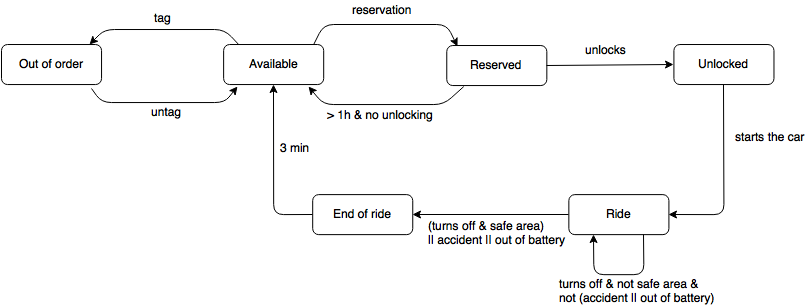 tag
reservation
Out of order
Available
Reserved
unlocks
Unlocked
untag
> 1h & no unlocking
starts the car
3 min
End of ride
Ride
(turns off & safe area)
|| accident || out of battery
turns off & not safe area &
not (accident || out of battery)